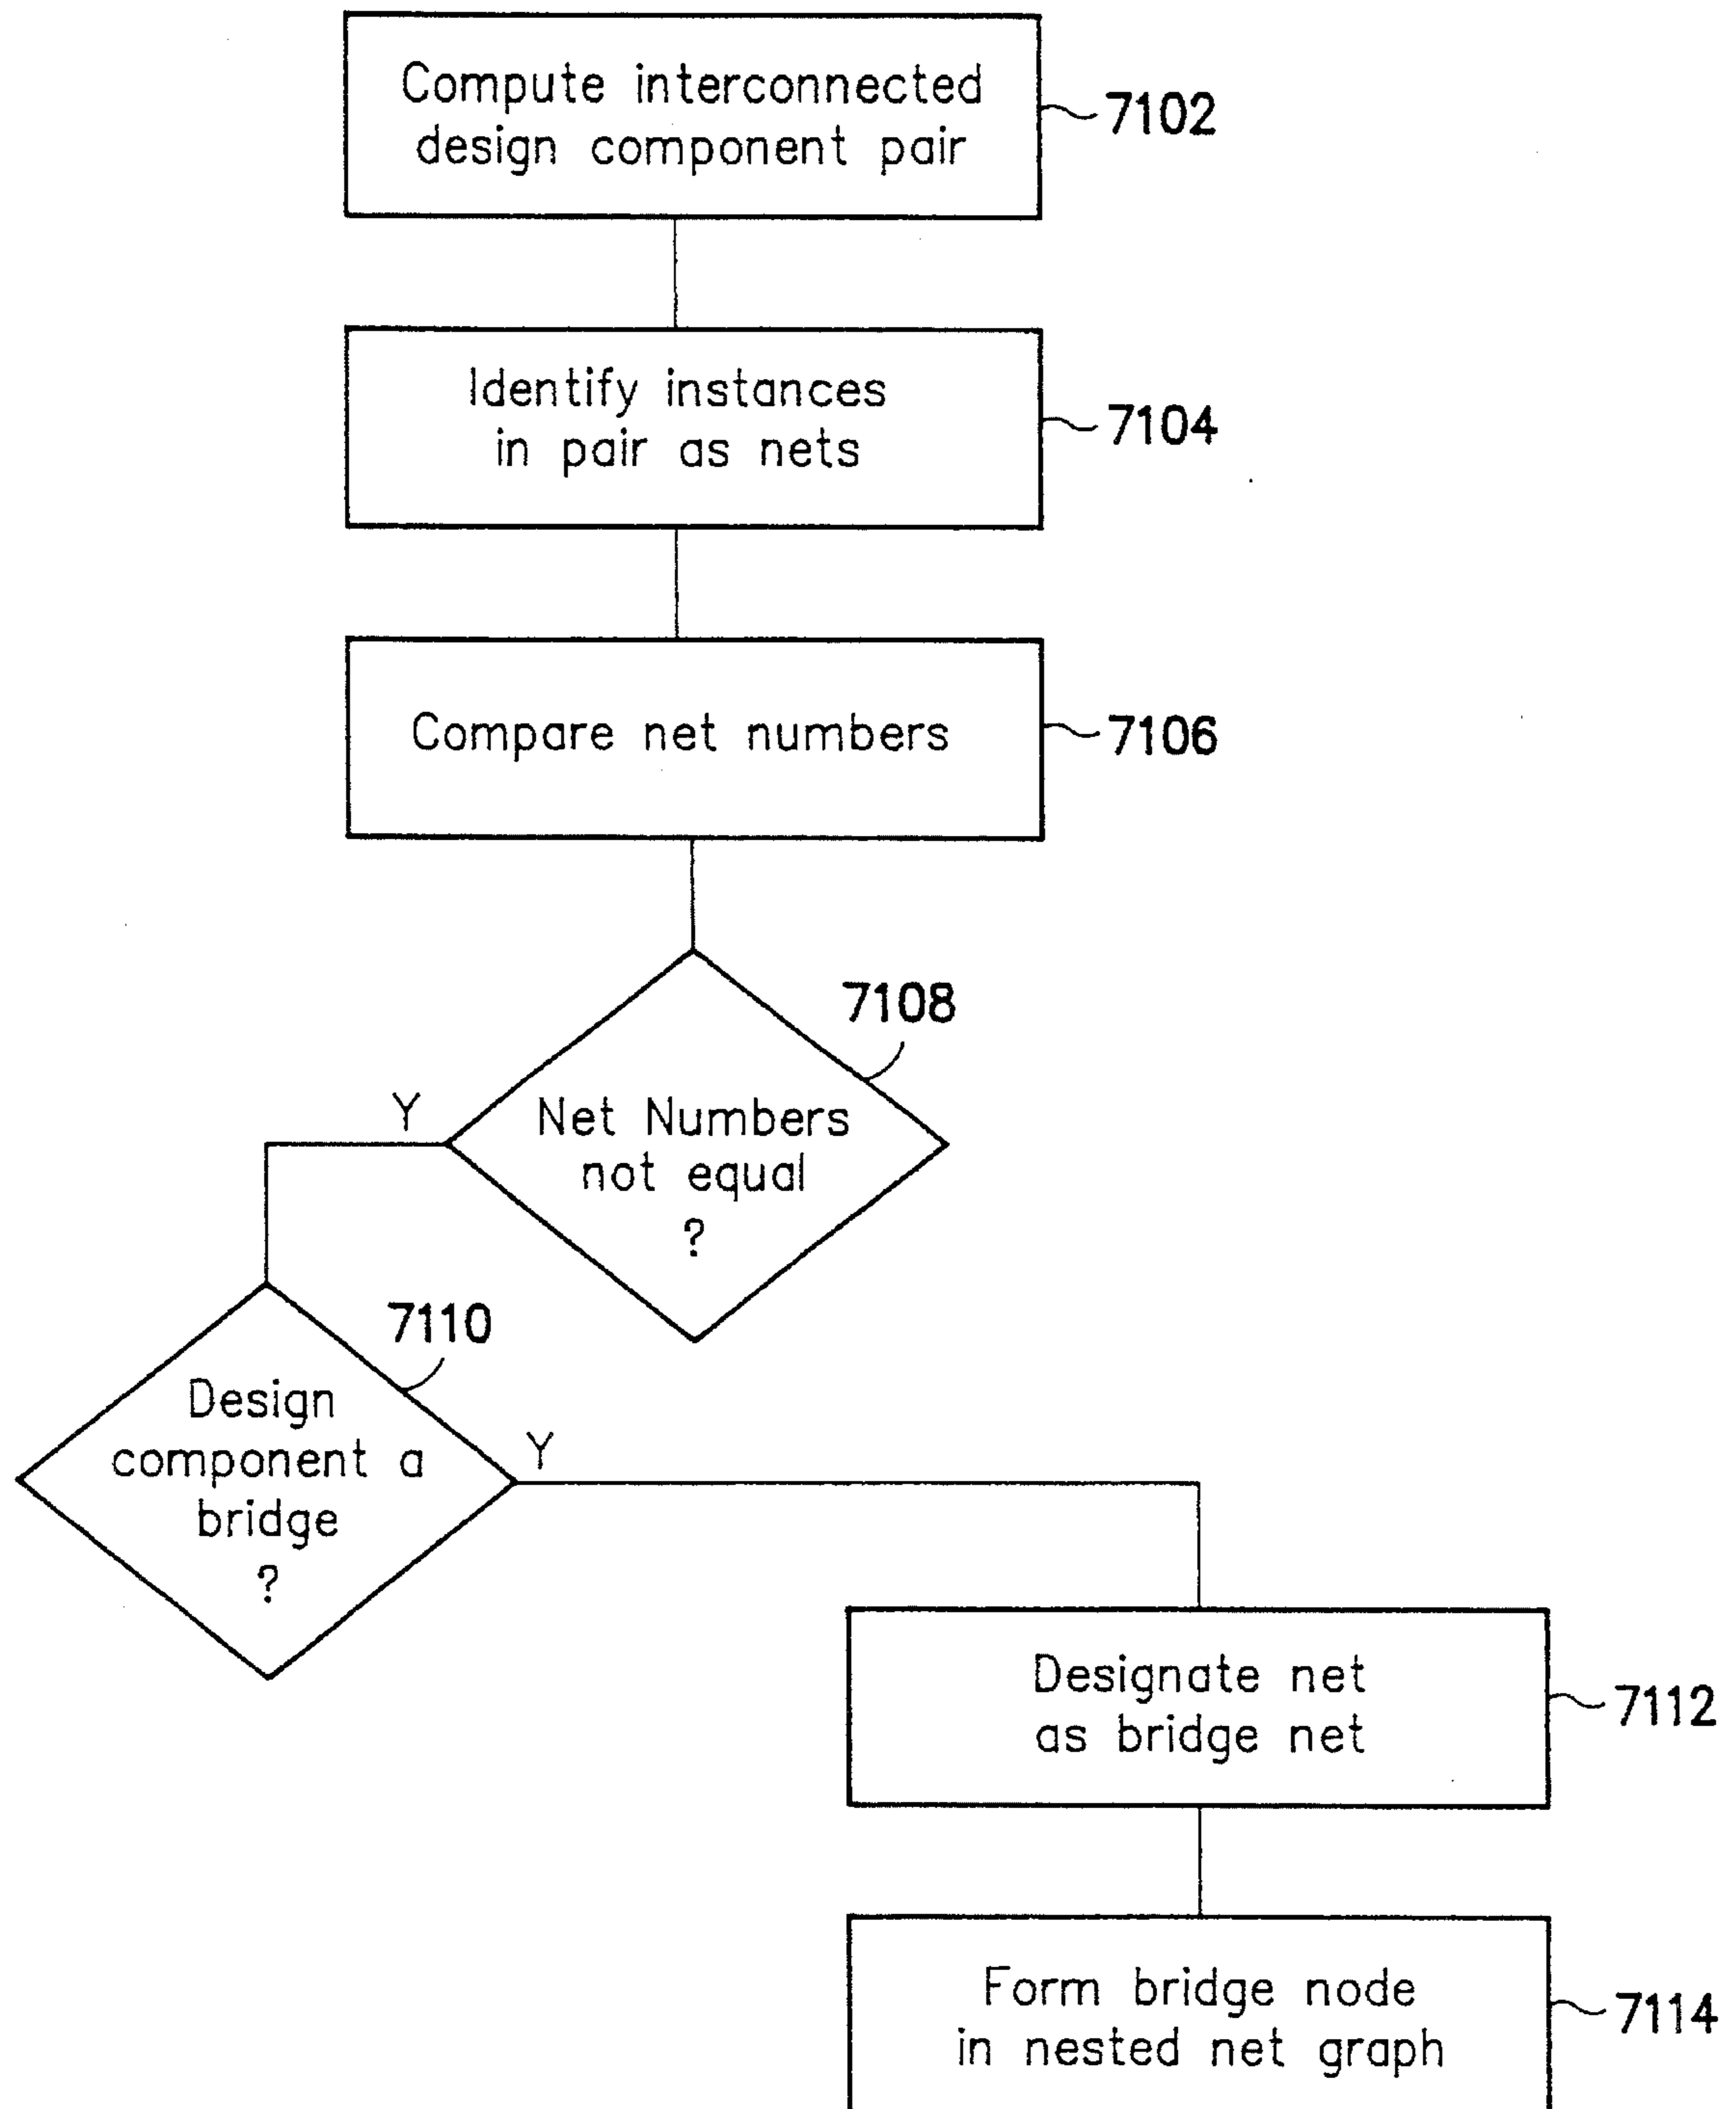 Compute interconnected
design component pair
7102
Identify instances
in pair as nets
7104
Compare net numbers
7106
7108
Y
Net Numbers
not equal
?
7110
Design
component a
bridge
?
Y
Designate net
as bridge net
7112
Form bridge node
in nested net graph
7114